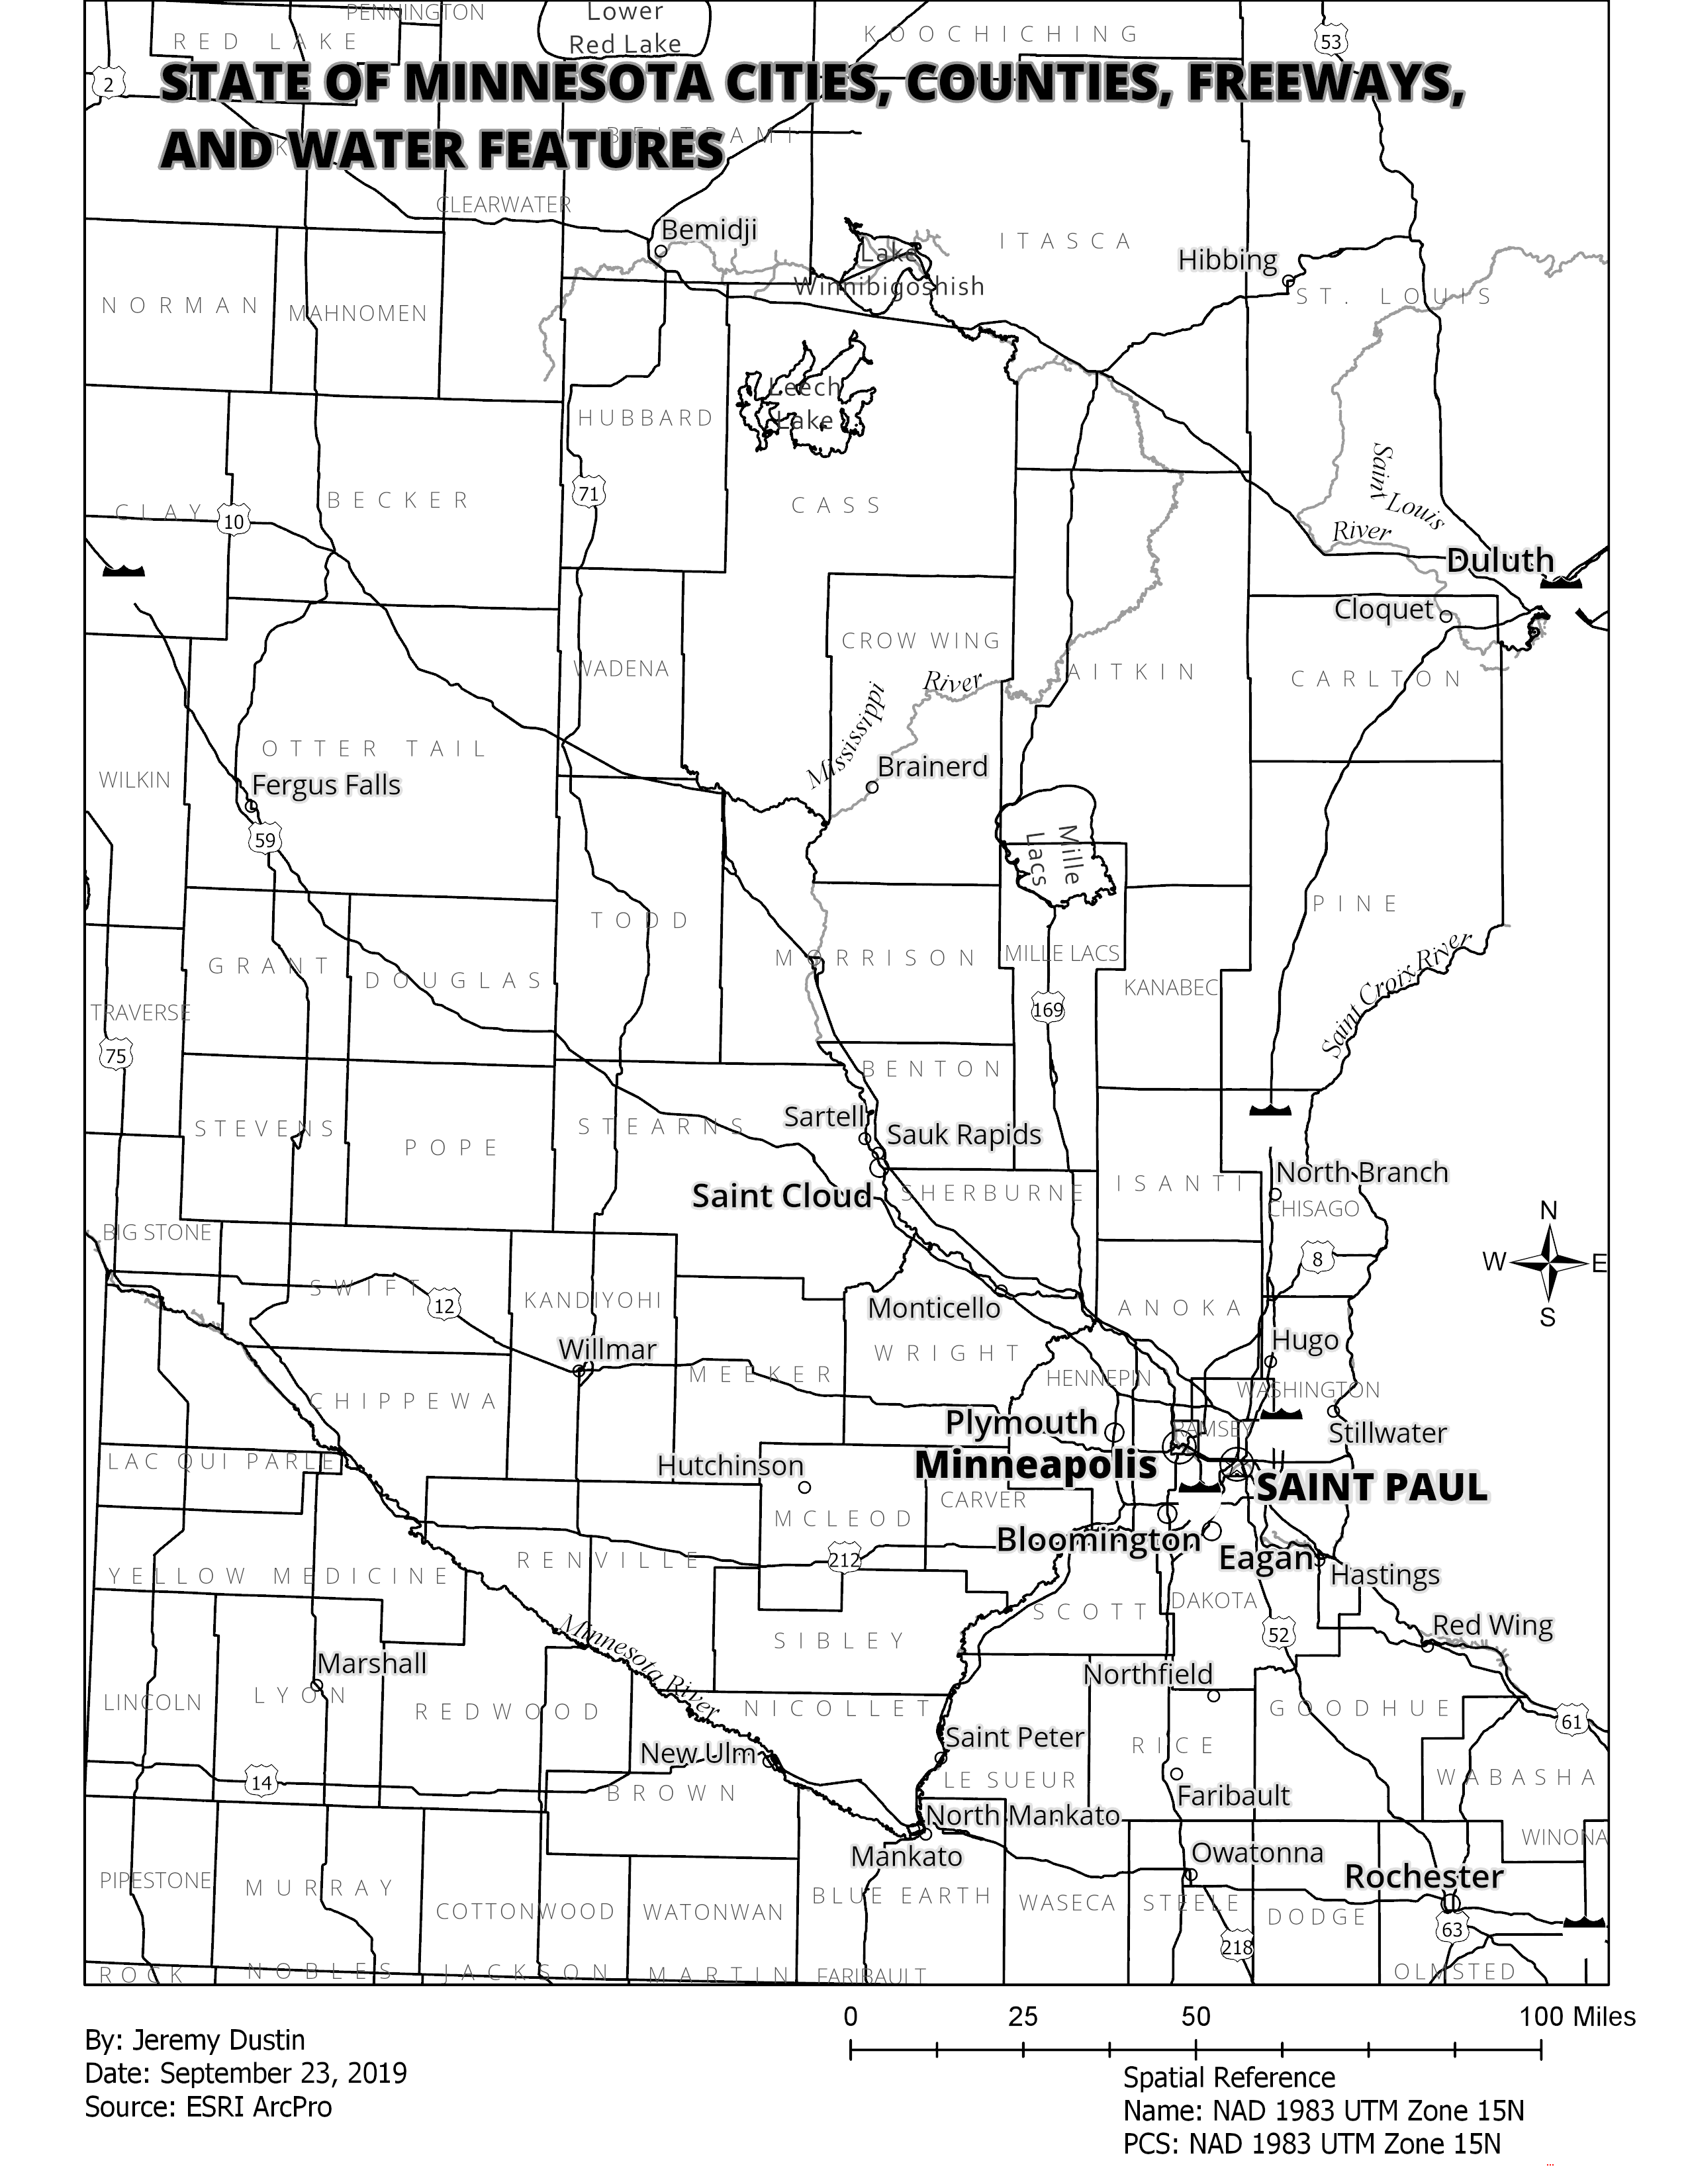 PENNINGTON
Lower
Red Lake
RED LAKE
KOOCHICHING
53
2
STATE OF MINNESOTA CITIES, COUNTIES, FREEWAYS,
AND WATER FEATURES
BELTRAMI
CLEARWATER
Bemidji
ITASCA
Lake
Winnibigoshish
Hibbing
ST. LOUIS
NORMAN
MAHNOMEN
Leech
Lake
HUBBARD
71
CASS
BECKER
CLAY
10
Saint Louis River
Duluth
Cloquet
CROW WING
WADENA
AITKIN
CARLTON
Mississippi River
OTTER TAIL
WILKIN
Fergus Falls
Brainerd
59
Mille
Lacs
PINE
TODD
MORRISON
MILLE LACS
GRANT
DOUGLAS
KANABEC
Saint Croix River
TRAVERSE
169
75
BENTON
STEVENS
POPE
STEARNS
Sartell
Sauk Rapids
North Branch
ISANTI
Saint Cloud
SHERBURNE
CHISAGO
N
W
E
S
BIG STONE
8
SWIFT
12
KANDIYOHI
Monticello
ANOKA
Hugo
Willmar
WRIGHT
MEEKER
HENNEPIN
WASHINGTON
CHIPPEWA
Plymouth
RAMSEY
Stillwater
LAC QUI PARLE
Hutchinson
Minneapolis
SAINT PAUL
CARVER
MCLEOD
Bloomington
Eagan
RENVILLE
212
YELLOW MEDICINE
Hastings
DAKOTA
SCOTT
Red Wing
52
Minnesota River
SIBLEY
Marshall
Northfield
LINCOLN
LYON
REDWOOD
NICOLLET
GOODHUE
61
Saint Peter
RICE
New Ulm
14
LE SUEUR
WABASHA
BROWN
Faribault
North Mankato
WINONA
Mankato
Owatonna
Rochester
PIPESTONE
MURRAY
BLUE EARTH
WASECA
STEELE
DODGE
COTTONWOOD
WATONWAN
63
218
ROCK
NOBLES
JACKSON
MARTIN
FARIBAULT
OLMSTED
0 25 50 100 Miles
By: Jeremy Dustin
Date: September 23, 2019
Source: ESRI ArcPro
Spatial Reference
Name: NAD 1983 UTM Zone 15N
PCS: NAD 1983 UTM Zone 15N